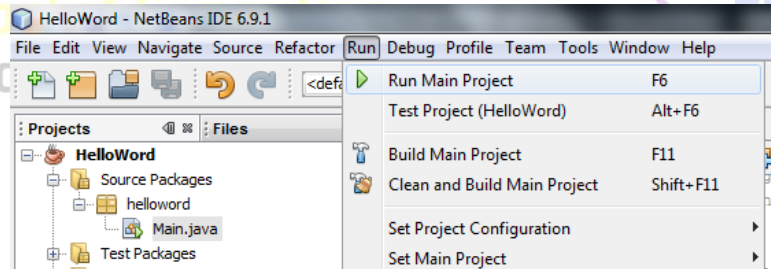 HelloWord - NetBeans IDE 6.9.1
File Edit View Navigate Source Refactor Run Debug Profile Team Tools Window Help
<defa
Run Main Project F6
Test Project (HelloWord) Alt+F6
Build Main Project F11
Clean and Build Main Project Shift+F11
Set Project Configuration
Set Main Project
Projects Files
HelloWord
Source Packages
helloword
Main.java
Test Packages